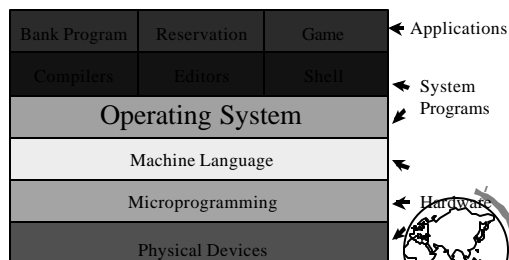 Bank Program Reservation Game Applications
Compilers Editors Shell System
Programs
Operating System
Machine Language
Microprogramming Hardware
Physical Devices